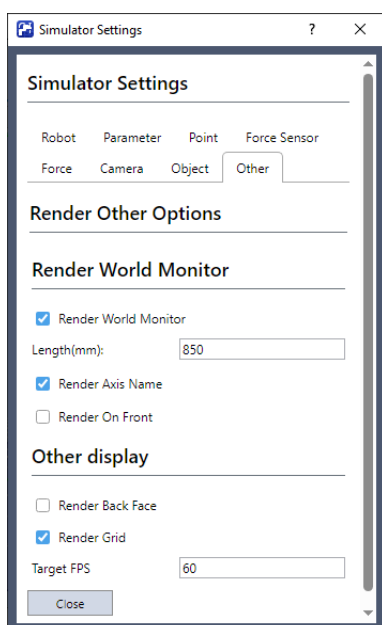 Simulator Settings ?
Simulator Settings
Robot Parameter Point Force Sensor
Force Camera Object Other
Render Other Options
Render World Monitor
Render World Monitor
Length(mm): 850
Render Axis Name
Render On Front
Other display
Render Back Face
Render Grid
Target FPS 60
Close